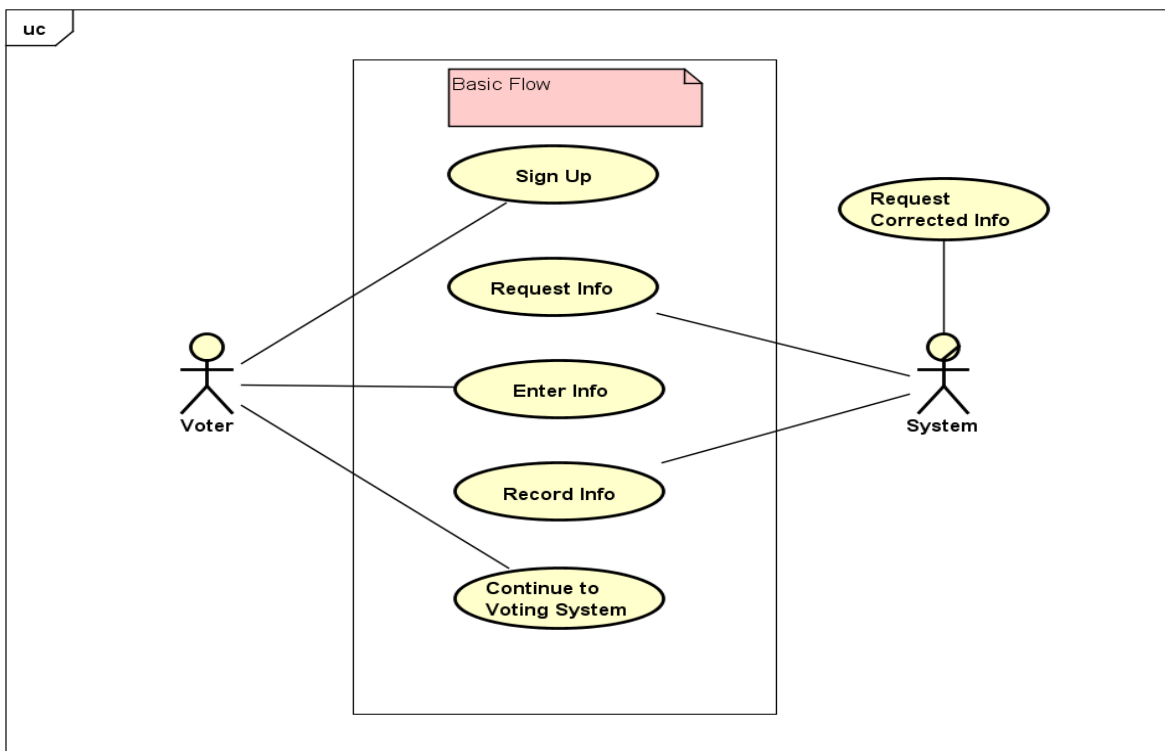 uc
Basic Flow
Sign Up
Request
Corrected Info
Request Info
Enter Info
Voter
System
Record Info
Continue to
Voting System